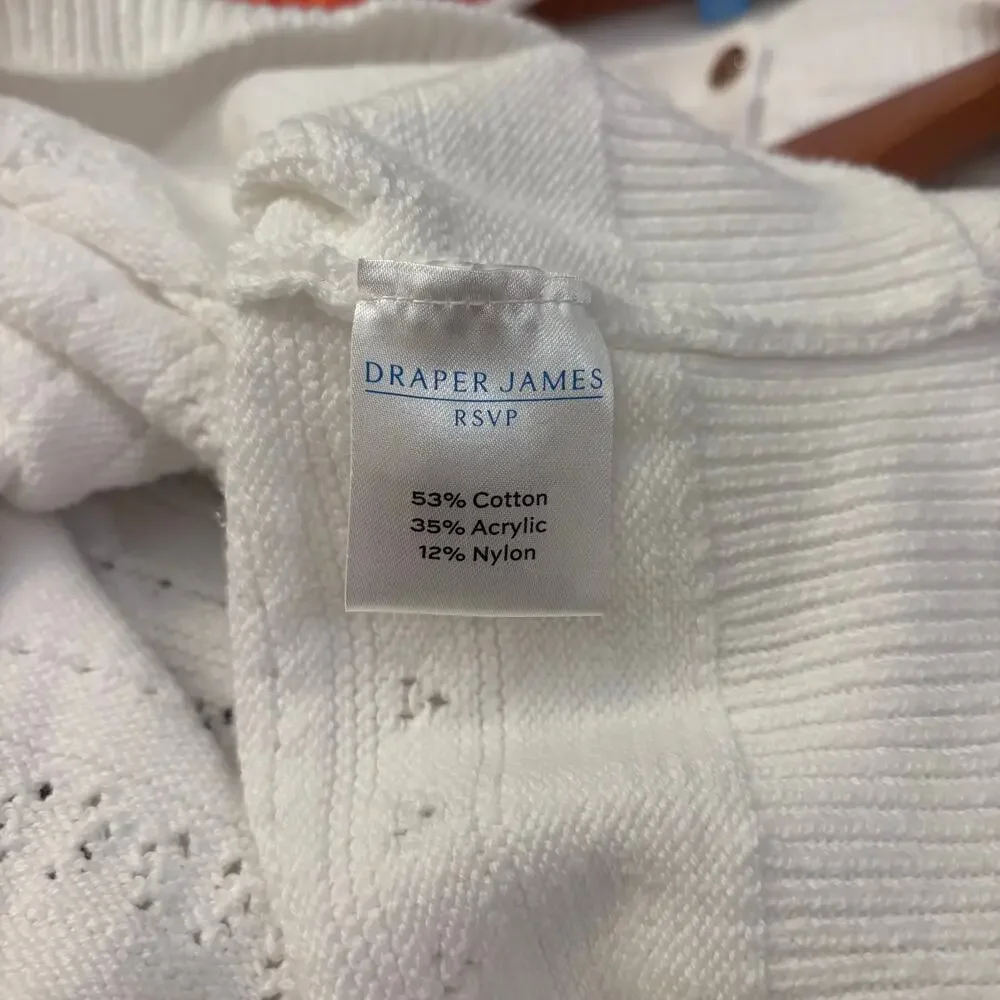 DRAPER JAMES
RSVP
53% Cotton
35% Acrylic
12% Nylon